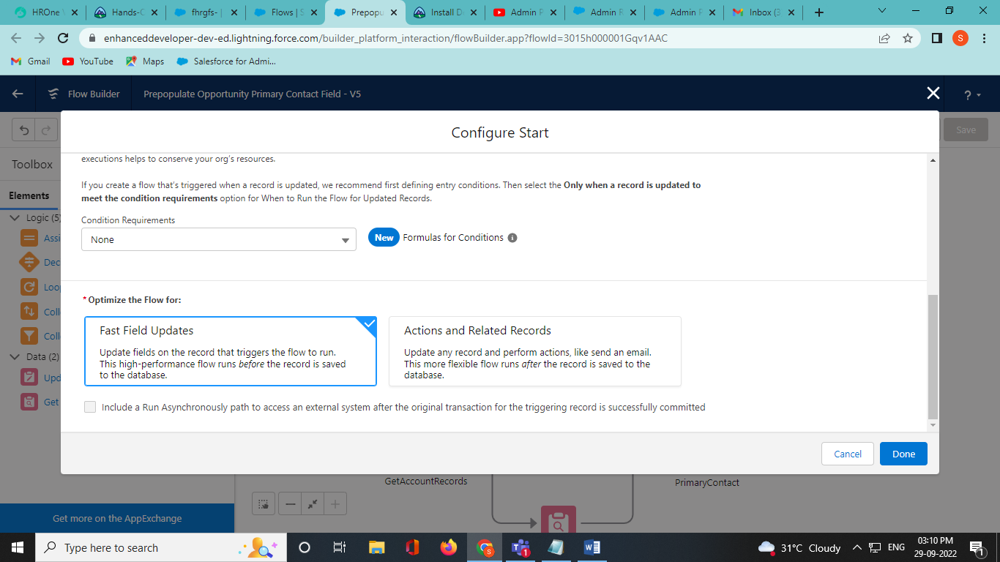 HROne
Hands-C
fhrgfs- |
Flows | S
Prepopu
Install D
Admin P
Admin R
Admin P
Inbox (3
enhanceddeveloper-dev-ed.lightning.force.com/builder_platform_interaction/flowBuilder.app?flowId=3015h000001Gqv1AAC
S
Gmail
YouTube
Maps
Salesforce for Admi...
Flow Builder
Prepopulate Opportunity Primary Contact Field - V5
?
Configure Start
Save
executions helps to conserve your org's resources.
Toolbox
If you create a flow that's triggered when a record is updated, we recommend first defining entry conditions. Then select the Only when a record is updated to
meet the condition requirements option for When to Run the Flow for Updated Records.
Elements
Logic (5)
Condition Requirements
None
New Formulas for Conditions
Assi
Dec
Loop
Coll
Coll
Data (2)
Upd
Get
*Optimize the Flow for:
Fast Field Updates
Update fields on the record that triggers the flow to run.
This high-performance flow runs before the record is saved
to the database.
Actions and Related Records
Update any record and perform actions, like send an email.
This more flexible flow runs after the record is saved to the
database.
Include a Run Asynchronously path to access an external system after the original transaction for the triggering record is successfully committed
Cancel
Done
GetAccountRecords
PrimaryContact
Get more on the AppExchange
Type here to search
S
1
31°C Cloudy
ENG
03:10 PM
29-09-2022
1